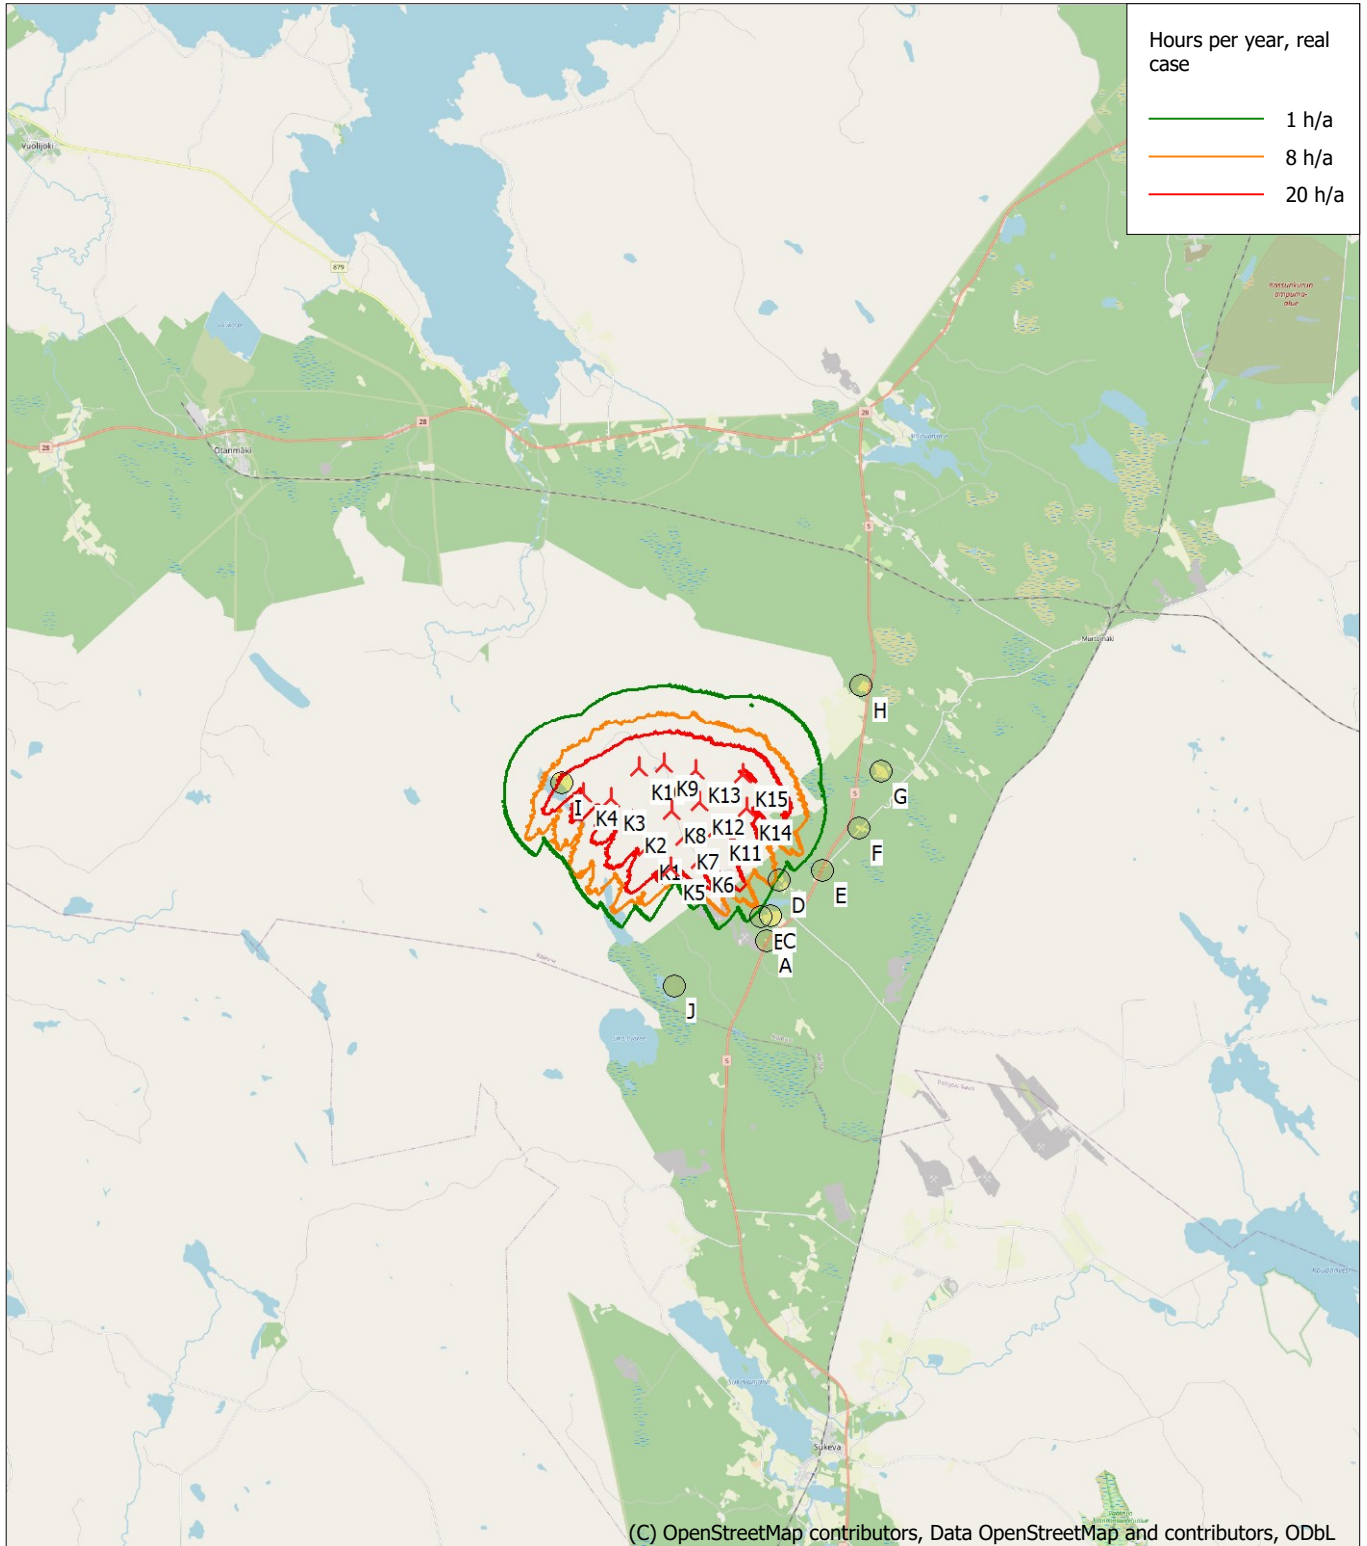 Hours per year, real
case
1 h/a
8 h/a
20 h/a
Vuolijoki
879
28
28
28
Otanmäki
5
Murtomäki
H
G
5
I
K1
K9
K13
K15
K4
K3
K12
K14
K8
K2
K11
F
K7
K1
K6
K5
E
D
EC
A
J
5
Sukeva
(C) OpenStreetMap contributors, Data OpenStreetMap and contributors, ODbL